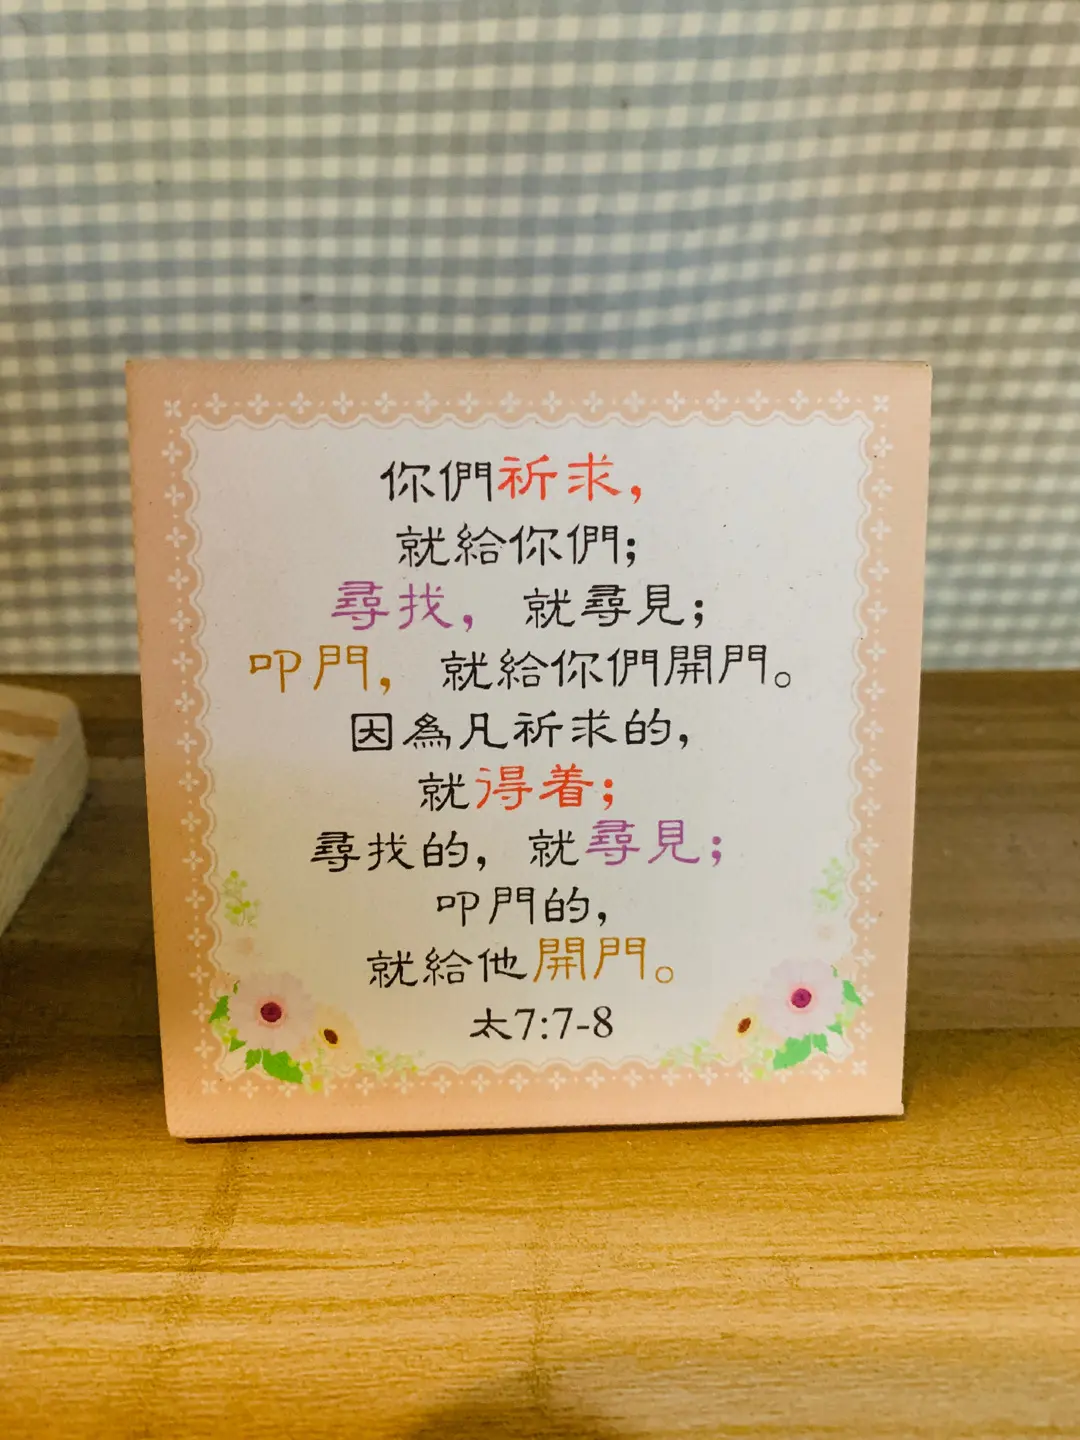 你們祈求，
就給你們；
尋找，就尋見；
叩門，就給你們開門。
因為凡祈求的，
就得着；
尋找的，就尋見；
叩門的，
就給他開門。
太7:7-8